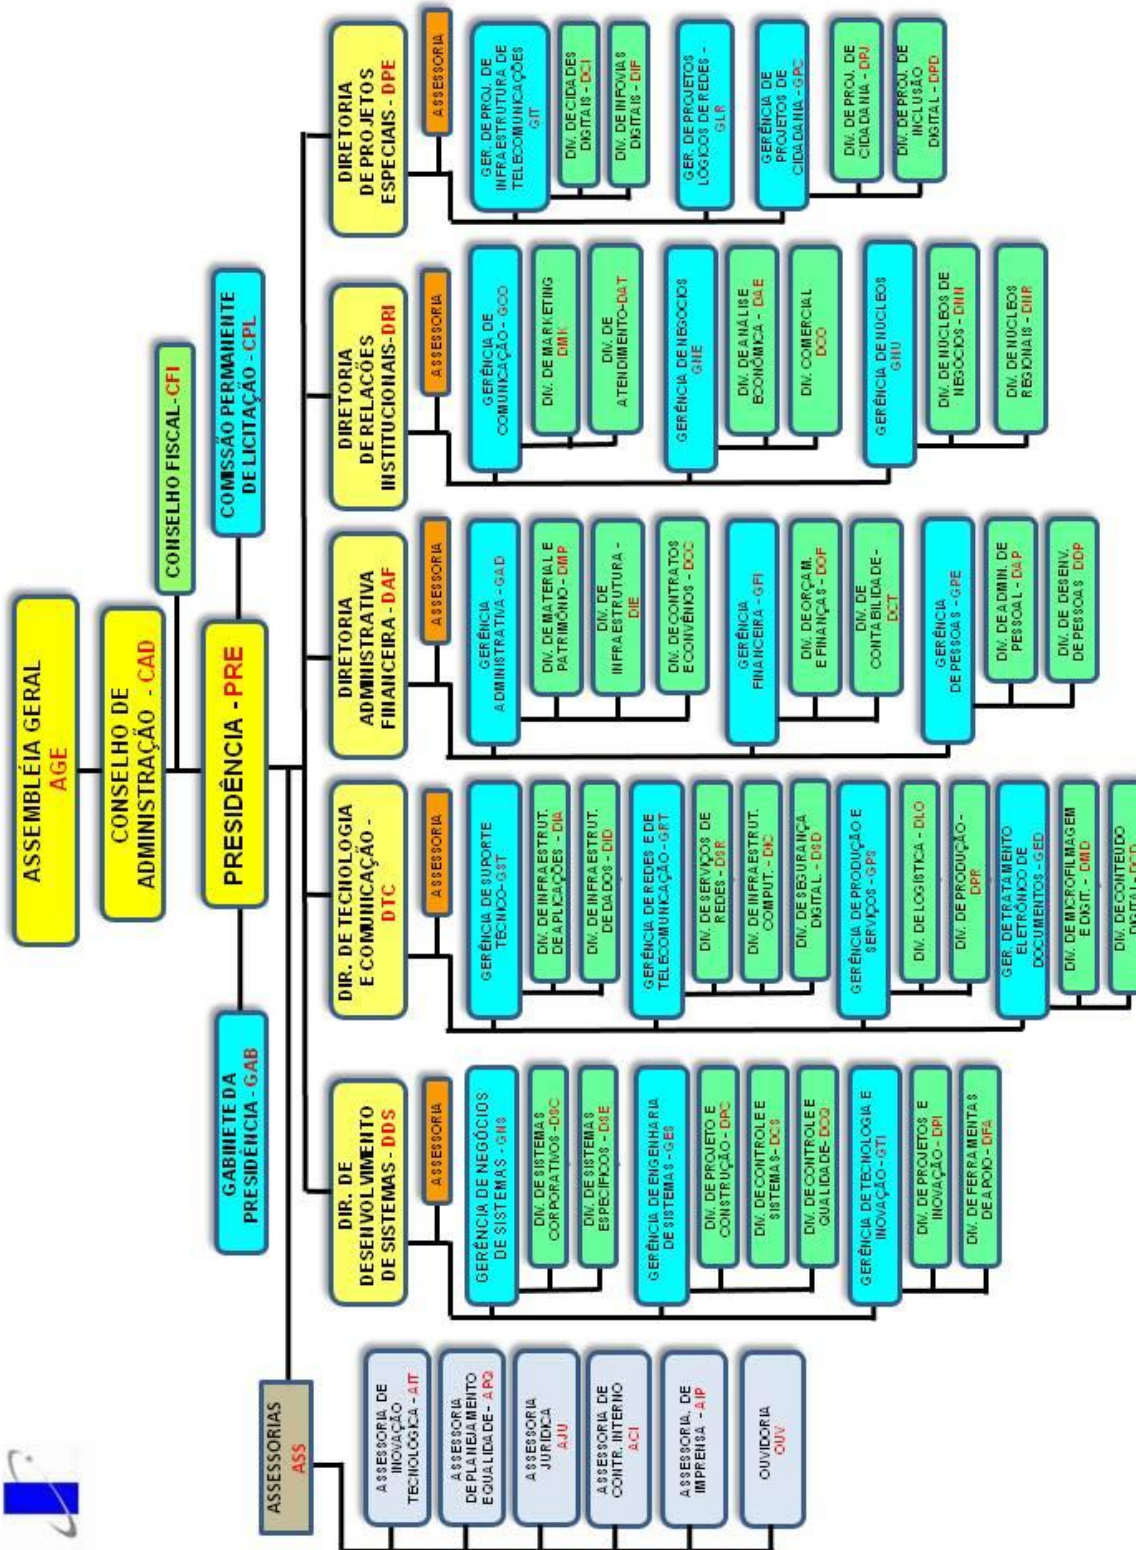 ASSEMBLÉIA GERAL
AGE
CONSELHO DE
ADMINISTRAÇÃO - CAD
CONSELHO FISCAL- CFI
PRESIDÊNCIA - PRE
GABINETE DA
PRESIDÊNCIA - GAB
COMISSÃO PERMANENTE
DE LICITAÇÃO - CPL
ASSESSORIAS
ASS
ASSESSORIA DE
INOVAÇÃO
TECNOLÓGICA - AIT
ASSESSORIA
DE PLANEJAMENTO
E QUALIDADE - APQ
ASSESSORIA
JURÍDICA
AJU
ASSESSORIA DE
CONTR. INTERNO
ACI
ASSESSORIA. DE
IMPRENSA - AIP
OUVIDORIA
OUV
DIR. DE
DESENVOLVIMENTO
DE SISTEMAS - DDS
ASSESSORIA
GERÊNCIA DE NEGÓCIOS
DE SISTEMAS - GNS
DIV. DE SISTEMAS
CORPORATIVOS - DSC
DIV. DE SISTEMAS
ESPECÍFICOS - DSE
GERÊNCIA DE ENGENHARIA
DE SISTEMAS - GES
DIV. DE PROJETO E
CONSTRUÇÃO - DPC
DIV. DE CONTROLE E
SISTEMAS - DCS
DIV. DE CONTROLE E
QUALIDADE- DCQ
GERÊNCIA DE TECNOLOGIA E
INOVAÇÃO - GTI
DIV. DE PROJETOS E
INOVAÇÃO - DPI
DIV. DE FERRAMENTAS
DE APOIO - DFA
DIR. DE TECNOLOGIA
E COMUNICAÇÃO -
DTC
ASSESSORIA
GERÊNCIA DE SUPORTE
TÉCNICO- GST
DIV. DE INFRAESTRUT.
DE APLICAÇÕES - DIA
DIV. DE INFRAESTRUT.
DE DADOS - DID
GERÊNCIA DE REDES E DE
TELECOMUNICAÇÃO - GRT
DIV. DE SERVIÇOS DE
REDES - DSR
DIV. DE INFRAESTRUT.
COMPUT. - DIC
DIV. DE SEGURANÇA
DIGITAL - DSD
GERÊNCIA DE PRODUÇÃO E
SERVIÇOS - GPS
DIV. DE LOGÍSTICA - DLO
DIV. DE PRODUÇÃO -
DPR
GER. DE TRATAMENTO
ELETRÔNICO DE
DOCUMENTOS - GED
DIV. DE MICROFILMAGEM
E DIGIT. - DMD
DIV. DE CONTEÚDO
DIGITAL - DCD
DIRETORIA
ADMINISTRATIVA
FINANCEIRA - DAF
ASSESSORIA
GERÊNCIA
ADMINISTRATIVA - GAD
DIV. DE MATERIAL E
PATRIMÔNIO - DMP
DIV. DE
INFRAESTRUTURA -
DIE
DIV. DE CONTRATOS
E CONVÊNIOS - DCC
GERÊNCIA
FINANCEIRA - GFI
DIV. DE ORÇAM.
E FINANÇAS - DOF
DIV. DE
CONTABILIDADE-
DCT
GERÊNCIA
DE PESSOAS - GPE
DIV. DE ADMIN. DE
PESSOAL - DAP
DIV. DE DESENV.
DE PESSOAS DDP
DIRETORIA
DE RELACÕES
INSTITUCIONAIS- DRI
ASSESSORIA
GERÊNCIA DE
COMUNICAÇÃO - GCO
DIV. DE MARKETING
DMK
DIV. DE
ATENDIMENTO- DAT
GERÊNCIA DE NEGÓCIOS
GNE
DIV. DE ANÁLISE
ECONÔMICA - DAE
DIV. COMERCIAL
DCO
GERÊNCIA DE NÚCLEOS
GNU
DIV. DE NÚCLEOS DE
NEGÓCIOS - DNN
DIV. DE NÚCLEOS
REGIONAIS - DNR
DIRETORIA
DE PROJETOS
ESPECIAIS - DPE
ASSESSORIA
GER. DE PROJ. DE
INFRAESTRUTURA DE
TELECOMUNICAÇÕES
GIT
DIV. DE CIDADES
DIGITAIS - DCI
DIV. DE INFOVIAS
DIGITAIS - DIF
GER. DE PROJETOS
LÓGICOS DE REDES -
GLR
GERÊNCIA DE
PROJETOS DE
CIDADANIA - GPC
DIV. DE PROJ. DE
CIDADANIA - DPJ
DIV. DE PROJ. DE
INCLUSÃO
DIGITAL - DPD